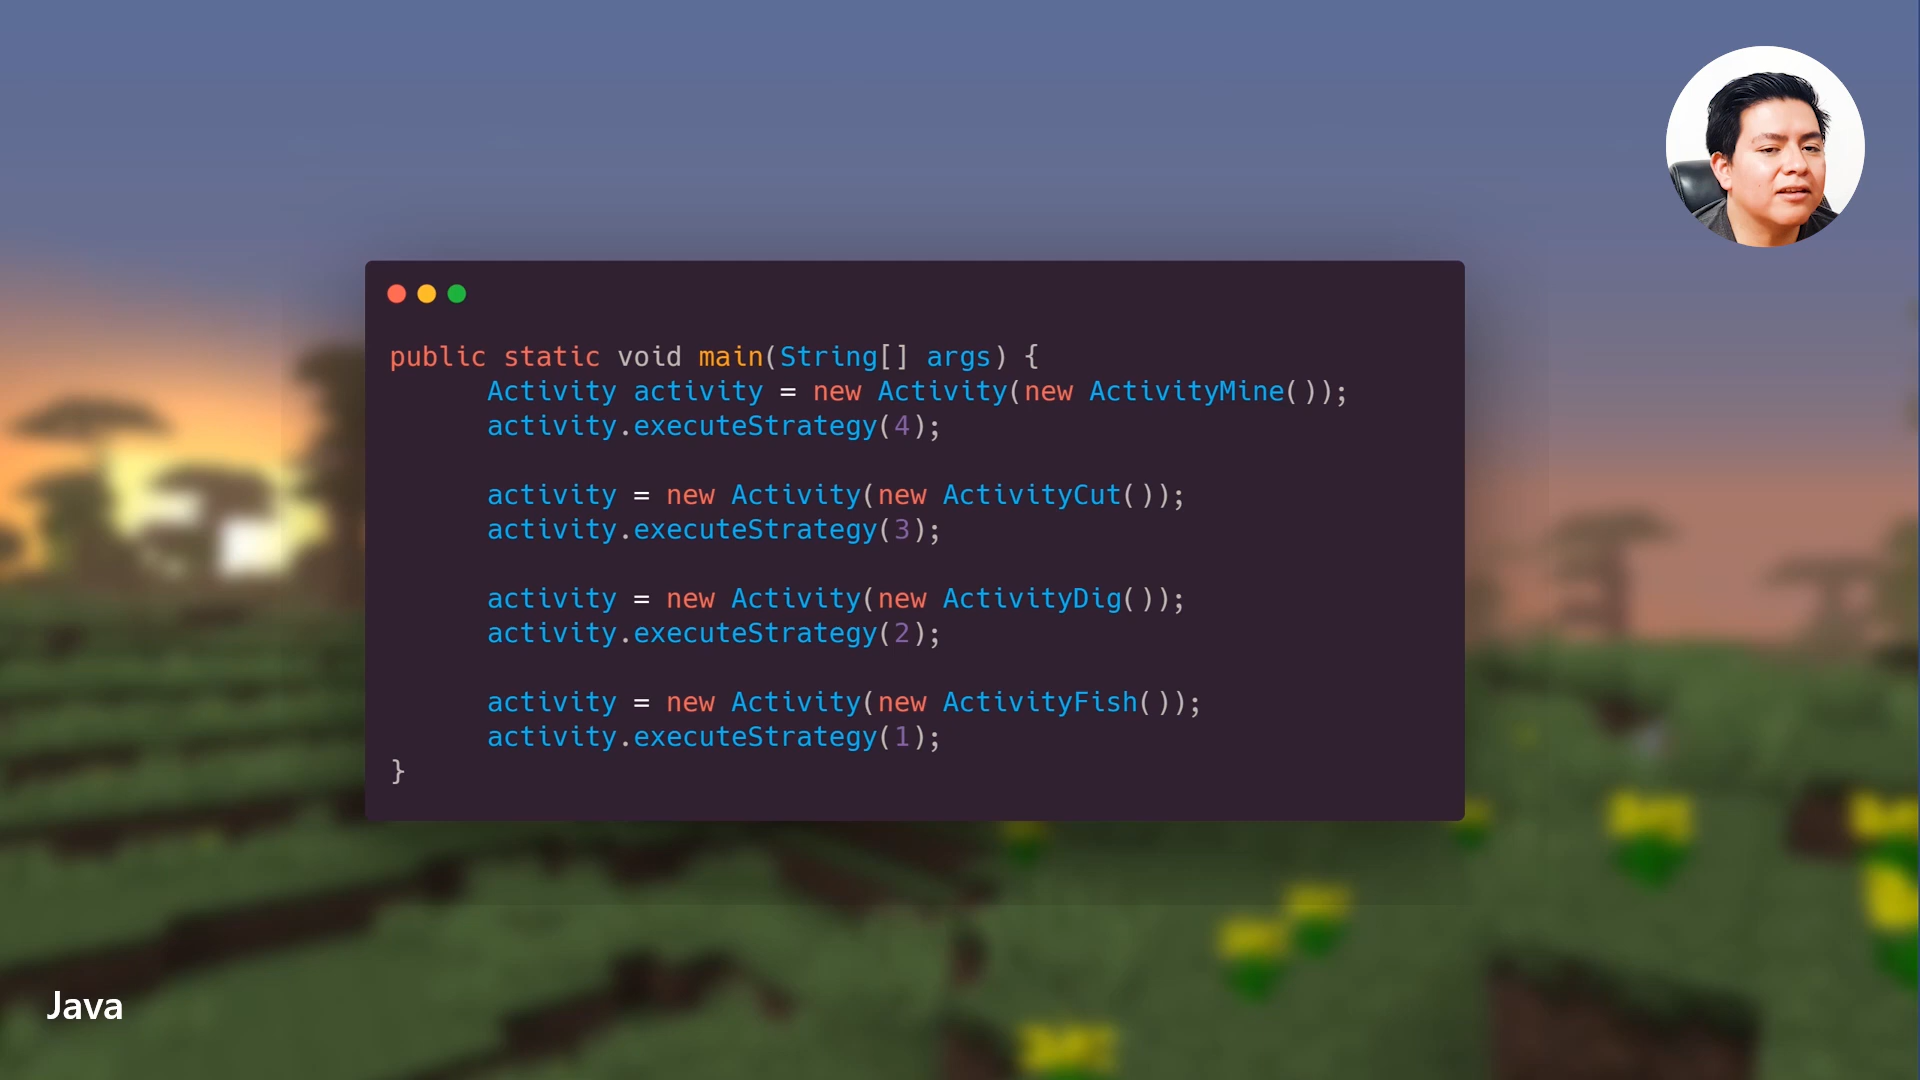 public static void main(String[] args) {
Activity activity = new Activity(new ActivityMine());
activity.executeStrategy(4);
activity = new Activity(new ActivityCut());
activity.executeStrategy(3);
activity = new Activity(new ActivityDig());
activity.executeStrategy(2);
activity = new Activity(new ActivityFish());
activity.executeStrategy(1);
}
Java